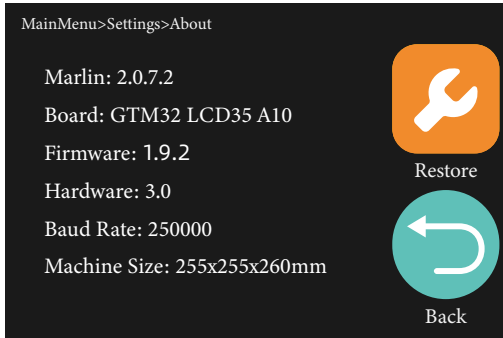 MainMenu>Settings>About
Marlin: 2.0.7.2
Board: GTM32 LCD35 A10
Firmware: 1.9.2
Hardware: 3.0
Baud Rate: 250000
Machine Size: 255x255x260mm
Restore
Back